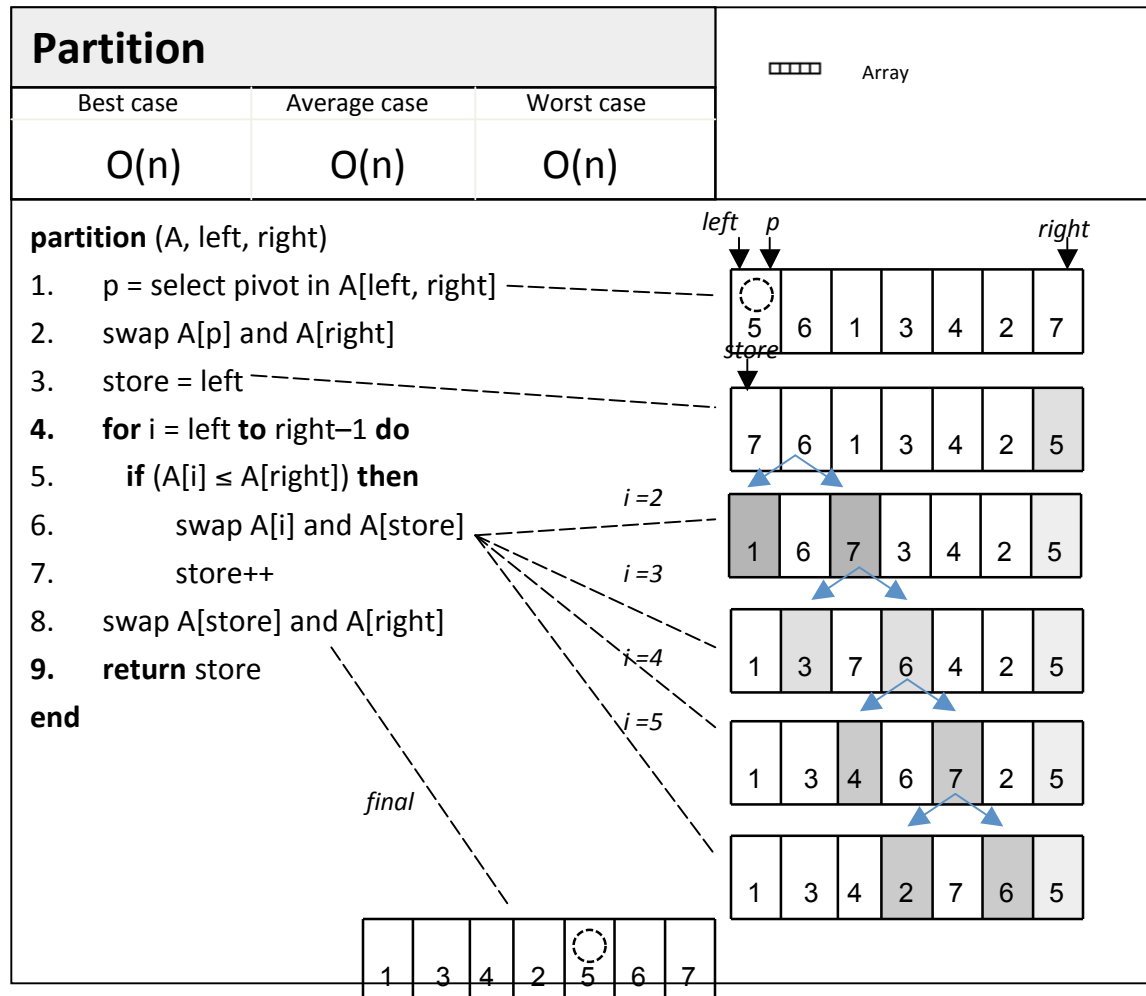 Partition
Array
Best case Average case Worst case
O(n) O(n) O(n)
partition (A, left, right)
1. p = select pivot in A[left, right]
2. swap A[p] and A[right]
3. store = left
4. for i = left to right–1 do
5. if (A[i] ≤ A[right]) then
6. swap A[i] and A[store]
7. store++
8. swap A[store] and A[right]
9. return store
end
left p right
5 6 1 3 4 2 7
store
7 6 1 3 4 2 5
i =2
1 6 7 3 4 2 5
i =3
1 3 7 6 4 2 5
i =4
1 3 4 6 7 2 5
i =5
1 3 4 2 7 6 5
final
1 3 4 2 5 6 7